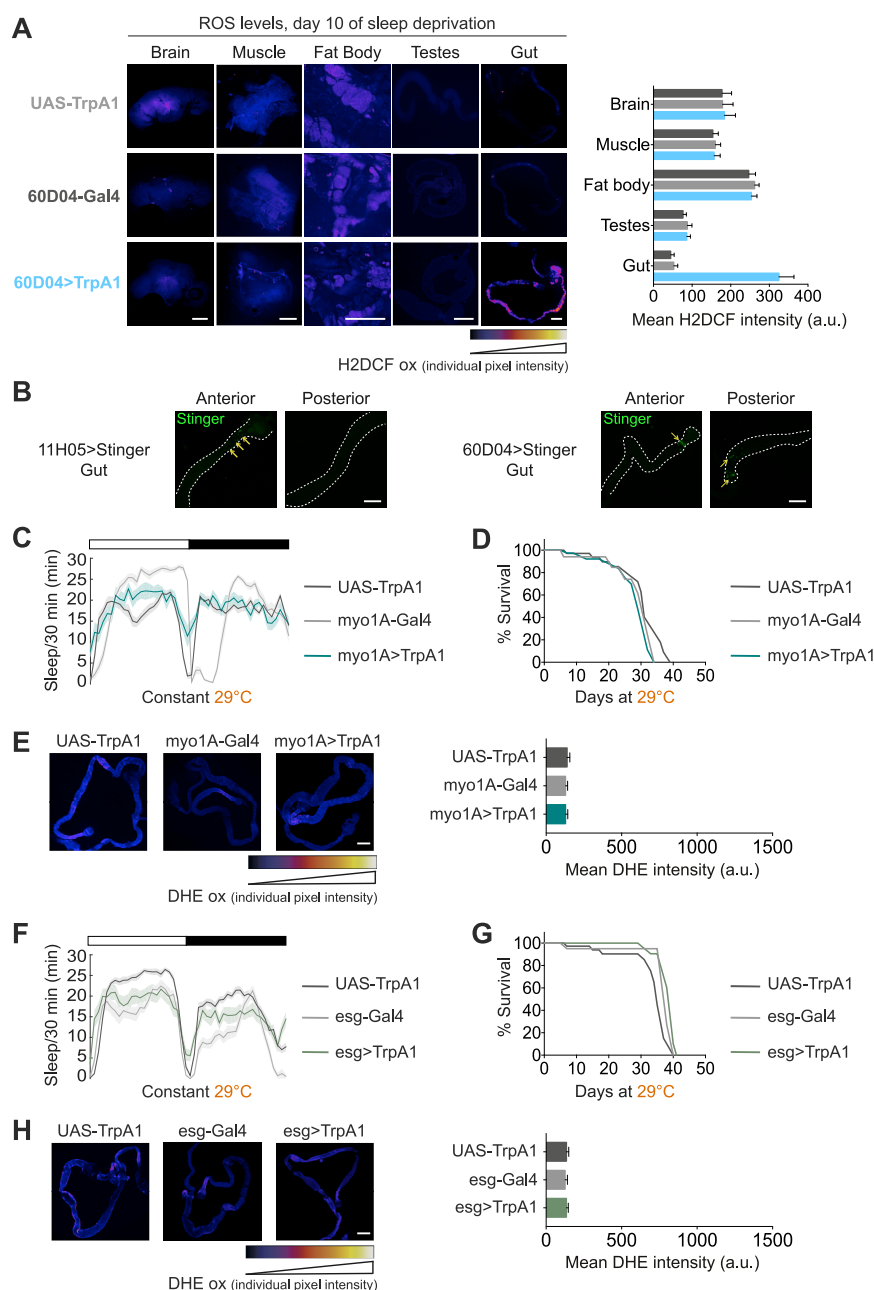 A
ROS levels, day 10 of sleep deprivation
Brain Muscle Fat Body Testes Gut
UAS-TrpA1
60D04-Gal4
60D04>TrpA1
H2DCF ox (individual pixel intensity)
Brain
Muscle
Fat body
Testes
Gut
0 100 200 300 400
Mean H2DCF intensity (a.u.)
B
Anterior Posterior
Stinger
11H05>Stinger
Gut
Anterior Posterior
Stinger
60D04>Stinger
Gut
C
Sleep/30 min (min)
30
25
20
15
10
5
0
Constant 29°C
UAS-TrpA1
myo1A-Gal4
myo1A>TrpA1
D
% Survival
100
80
60
40
20
0
0 10 20 30 40 50
Days at 29°C
UAS-TrpA1
myo1A-Gal4
myo1A>TrpA1
E
UAS-TrpA1 myo1A-Gal4 myo1A>TrpA1
DHE ox (individual pixel intensity)
UAS-TrpA1
myo1A-Gal4
myo1A>TrpA1
0 500 1000 1500
Mean DHE intensity (a.u.)
F
Sleep/30 min (min)
30
25
20
15
10
5
0
Constant 29°C
UAS-TrpA1
esg-Gal4
esg>TrpA1
G
% Survival
100
80
60
40
20
0
0 10 20 30 40 50
Days at 29°C
UAS-TrpA1
esg-Gal4
esg>TrpA1
H
UAS-TrpA1 esg-Gal4 esg>TrpA1
DHE ox (individual pixel intensity)
UAS-TrpA1
esg-Gal4
esg>TrpA1
0 500 1000 1500
Mean DHE intensity (a.u.)